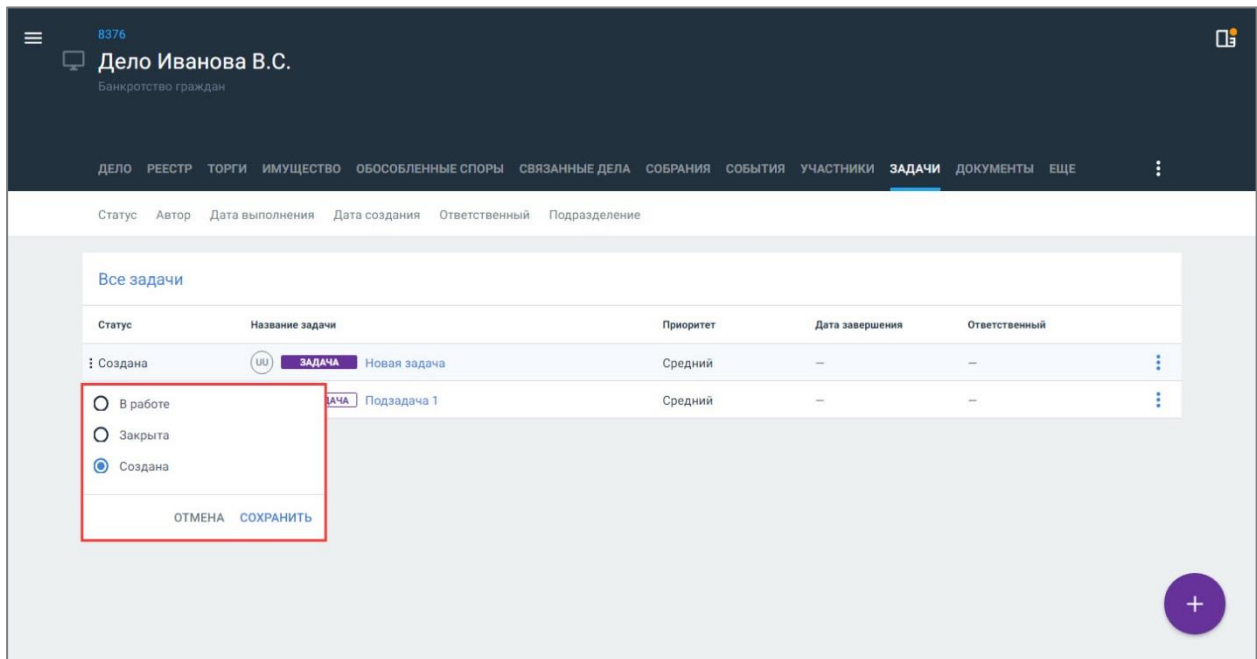 8376
Дело Иванова В.С.
Банкротство граждан
ДЕЛО РЕЕСТР ТОРГИ ИМУЩЕСТВО ОБОСОБЛЕННЫЕ СПОРЫ СВЯЗАННЫЕ ДЕЛА СОБРАНИЯ СОБЫТИЯ УЧАСТНИКИ ЗАДАЧИ ДОКУМЕНТЫ ЕЩЕ
Статус Автор Дата выполнения Дата создания Ответственный Подразделение
Все задачи
Статус Название задачи Приоритет Дата завершения Ответственный
Создана UU ЗАДАЧА Новая задача Средний — —
ДАЧА Подзадача 1 Средний — —
В работе
Закрыта
Создана
ОТМЕНА СОХРАНИТЬ